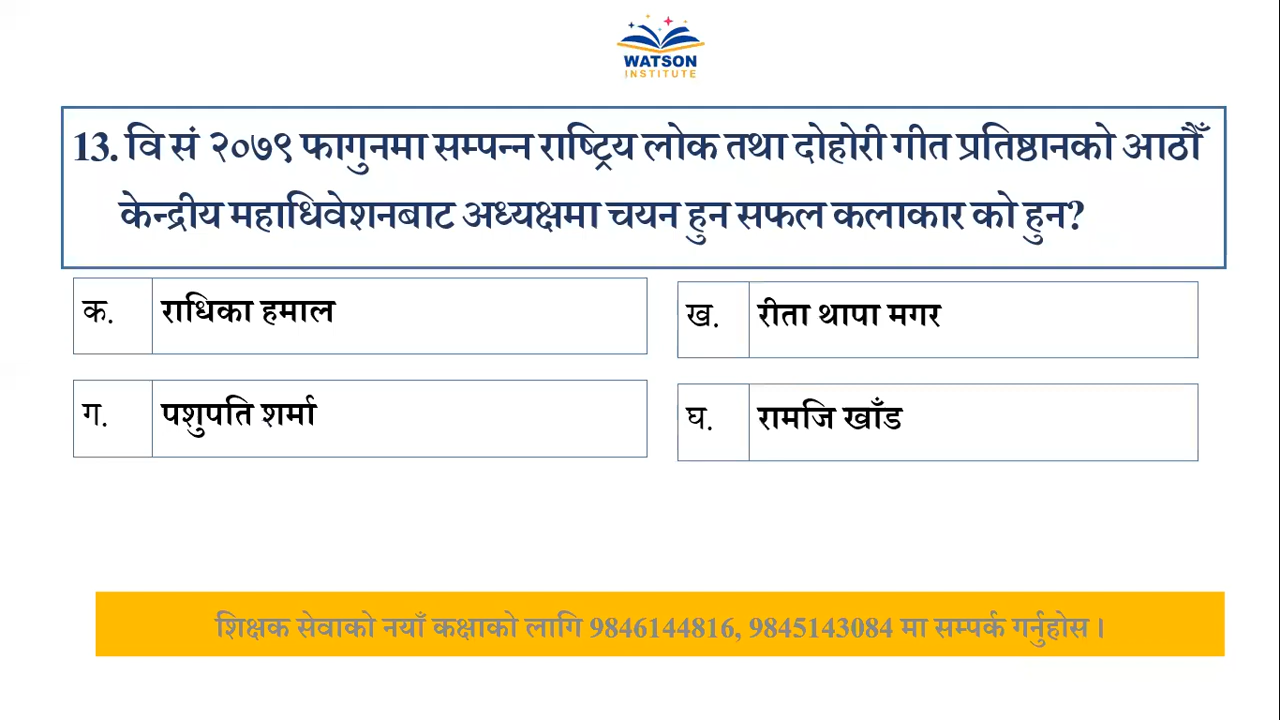 WATSON
INSTITUTE
13. वि सं २०७९ फागुनमा सम्पन्न राष्ट्रिय लोक तथा दोहोरी गीत प्रतिष्ठानको आठौँ
केन्द्रीय महाधिवेशनबाट अध्यक्षमा चयन हुन सफल कलाकार को हुन?
क. राधिका हमाल
ख. रीता थापा मगर
ग. पशुपति शर्मा
घ. रामजि खाँड
शिक्षक सेवाको नयाँ कक्षाको लागि 9846144816, 9845143084 मा सम्पर्क गर्नुहोस ।